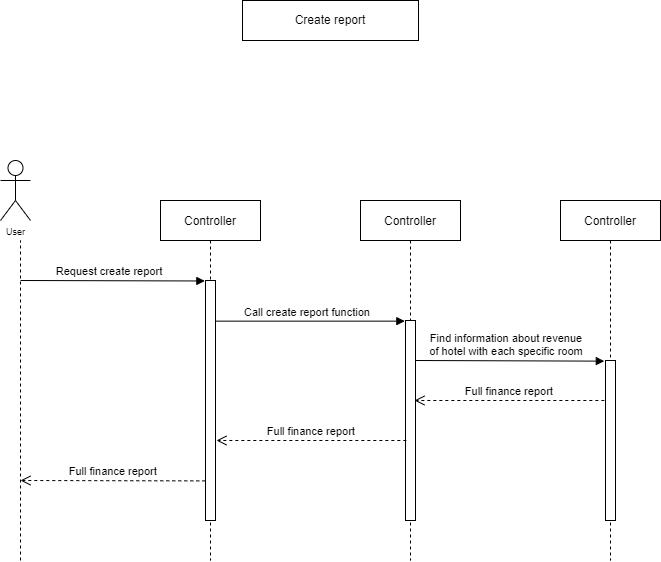 Create report
User
Controller
Controller
Controller
Request create report
Call create report function
Find information about revenue
of hotel with each specific room
Full finance report
Full finance report
Full finance report